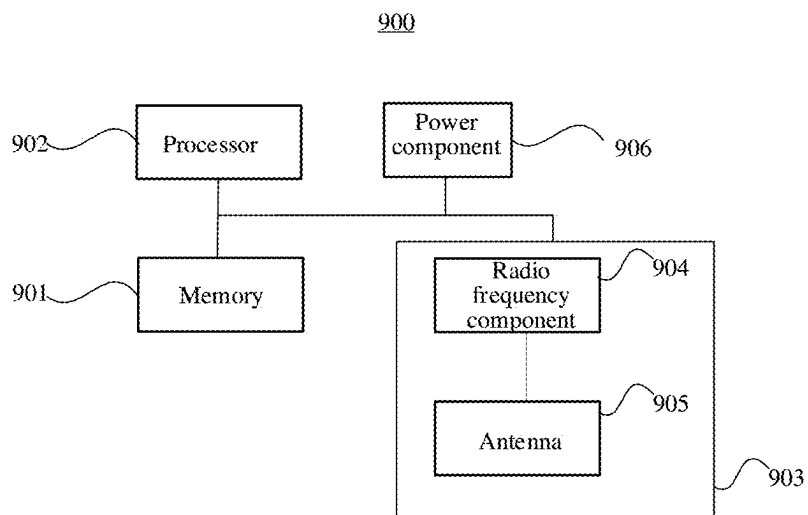 900
902
Processor
Power
component
906
901
Memory
Radio
frequency
component
904
Antenna
905
903